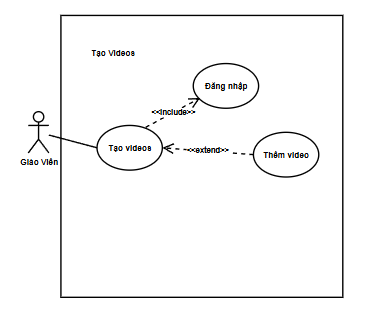 Tạo Videos
Đăng nhập
<<include>>
Giáo Viên
Tạo videos
<<extend>>
Thêm video